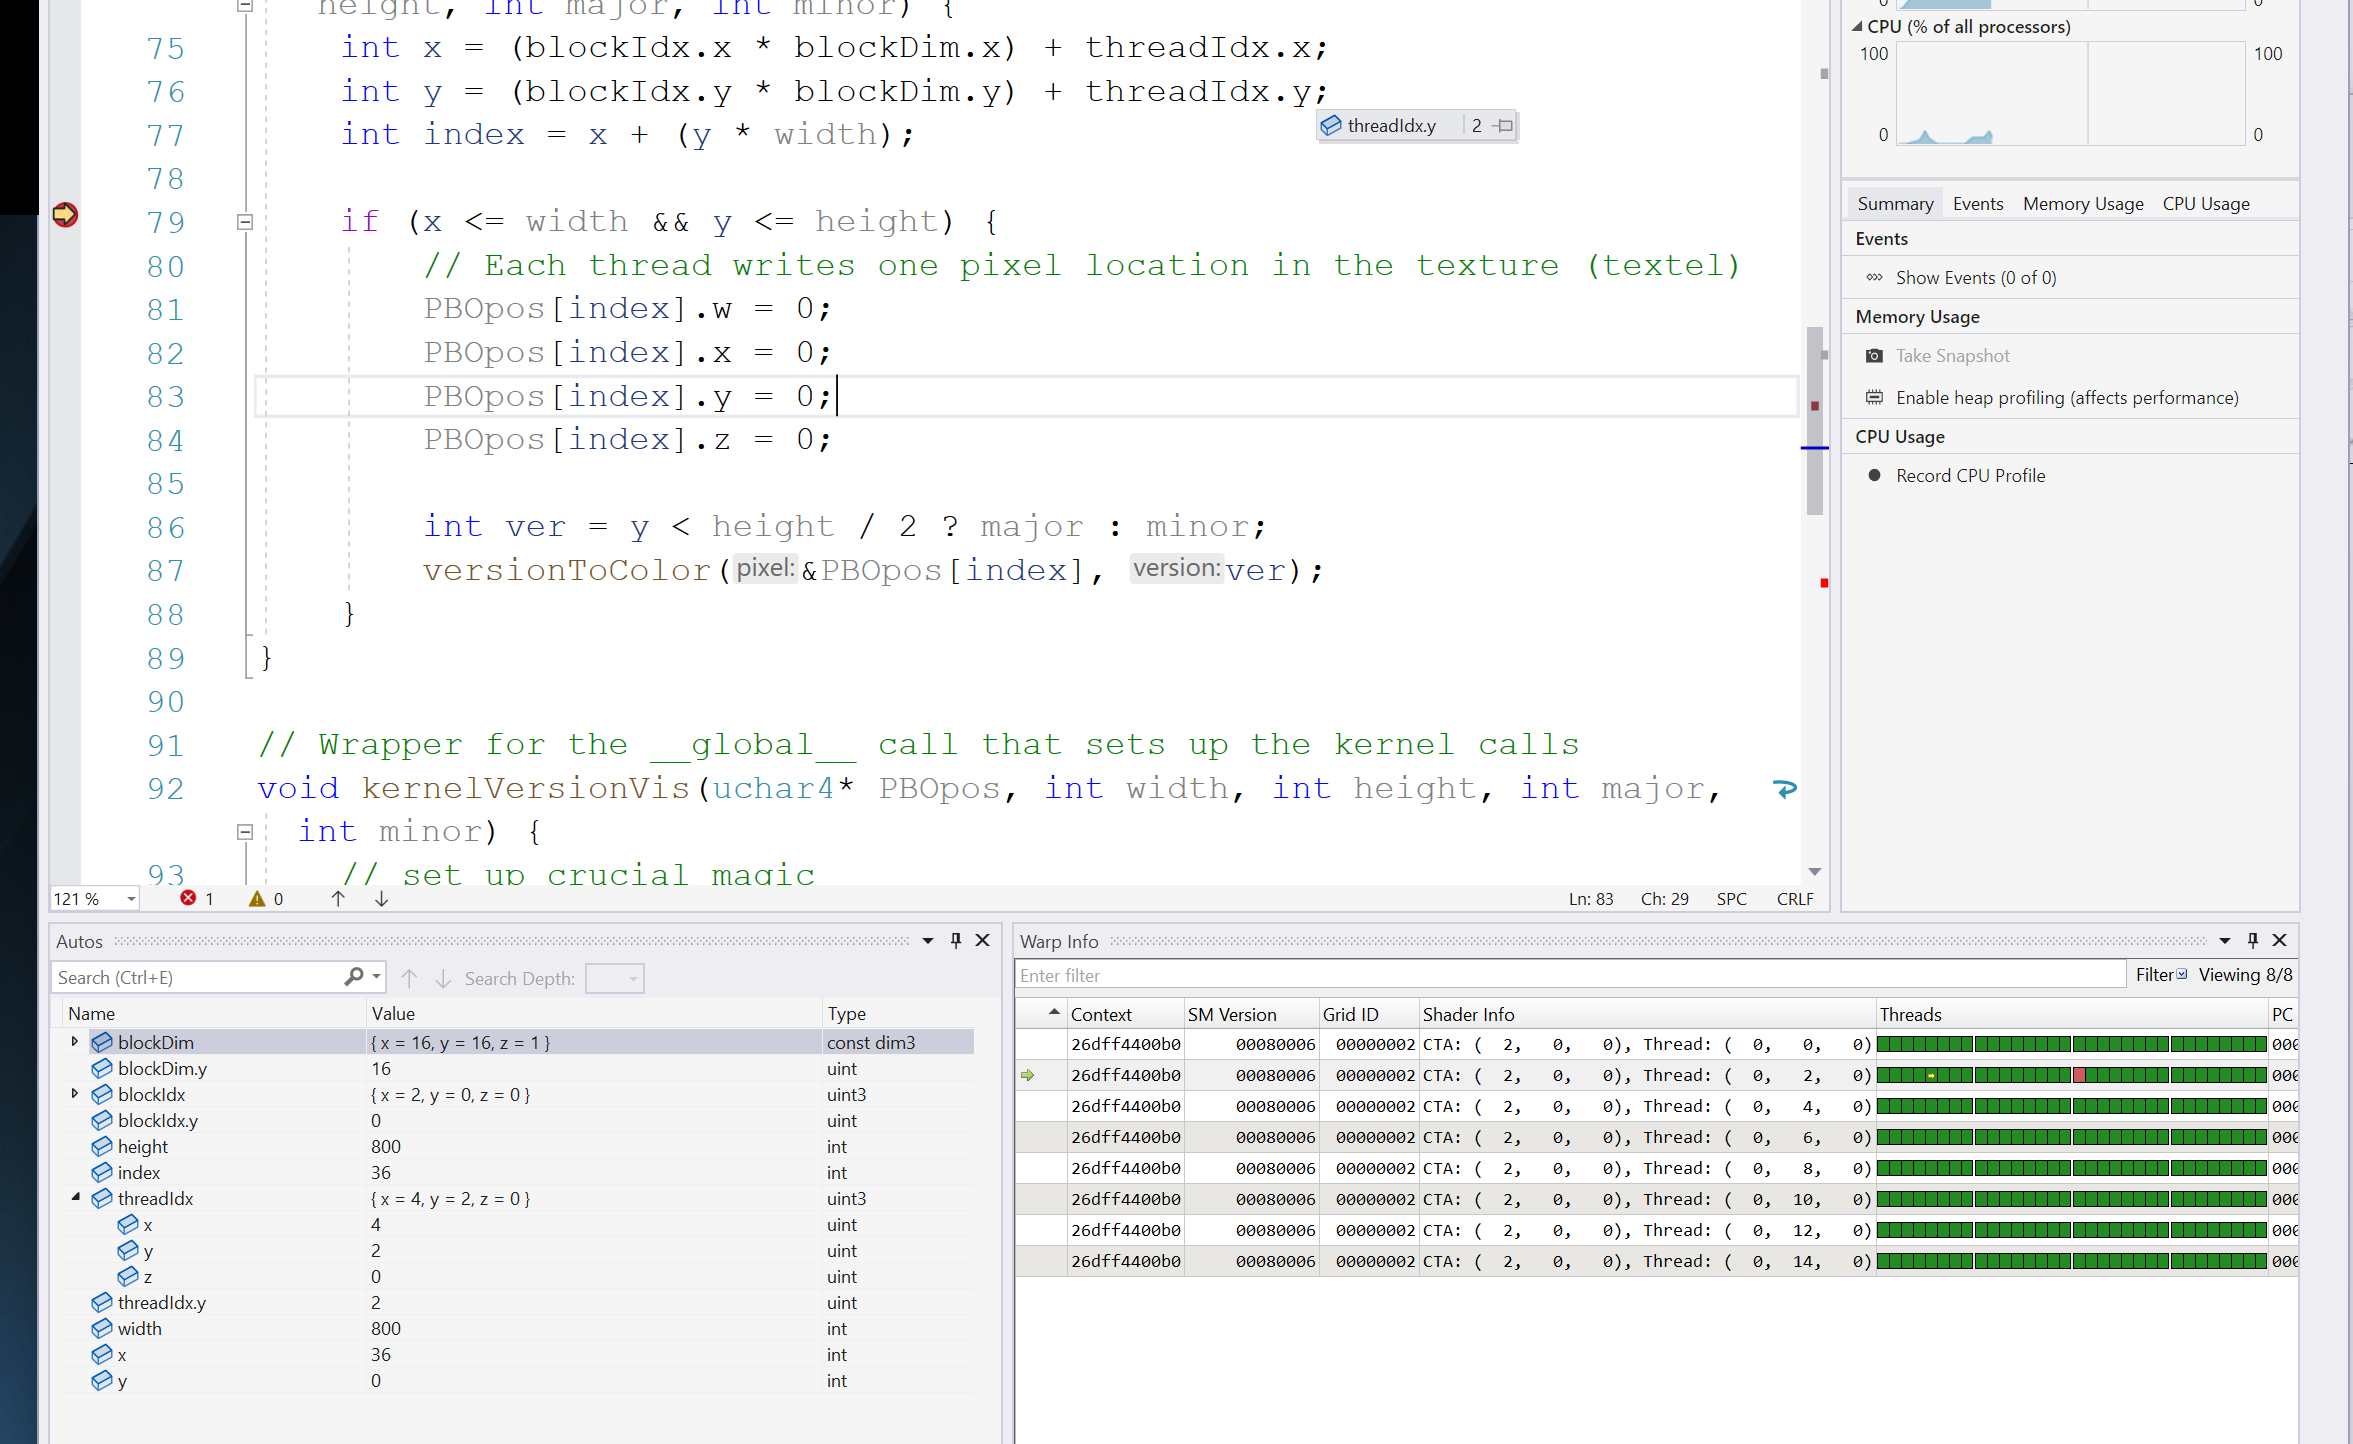 height, int major, int minor) {
75 int x = (blockIdx.x * blockDim.x) + threadIdx.x;
76 int y = (blockIdx.y * blockDim.y) + threadIdx.y;
threadIdx.y 2
77 int index = x + (y * width);
78
79 if (x <= width && y <= height) {
80 // Each thread writes one pixel location in the texture (textel)
81 PBOpos[index].w = 0;
82 PBOpos[index].x = 0;
83 PBOpos[index].y = 0;
84 PBOpos[index].z = 0;
85
86 int ver = y < height / 2 ? major : minor;
87 versionToColor(pixel:&PBOpos[index], version:ver);
88 }
89 }
90
91 // Wrapper for the __global__ call that sets up the kernel calls
92 void kernelVersionVis(uchar4* PBOpos, int width, int height, int major,
int minor) {
93 // set up crucial magic
121 % 1 0 Ln: 83 Ch: 29 SPC CRLF
0 0
CPU (% of all processors)
100 100
0 0
Summary Events Memory Usage CPU Usage
Events
Show Events (0 of 0)
Memory Usage
Take Snapshot
Enable heap profiling (affects performance)
CPU Usage
Record CPU Profile
Autos
Search (Ctrl+E) Search Depth:
Name Value Type
blockDim { x = 16, y = 16, z = 1 } const dim3
blockDim.y 16 uint
blockIdx { x = 2, y = 0, z = 0 } uint3
blockIdx.y 0 uint
height 800 int
index 36 int
threadIdx { x = 4, y = 2, z = 0 } uint3
x 4 uint
y 2 uint
z 0 uint
threadIdx.y 2 uint
width 800 int
x 36 int
y 0 int
Warp Info
Enter filter Filter Viewing 8/8
Context SM Version Grid ID Shader Info Threads PC
26dff4400b0 00080006 00000002 CTA: ( 2, 0, 0), Thread: ( 0, 0, 0) 000
26dff4400b0 00080006 00000002 CTA: ( 2, 0, 0), Thread: ( 0, 2, 0) 000
26dff4400b0 00080006 00000002 CTA: ( 2, 0, 0), Thread: ( 0, 4, 0) 000
26dff4400b0 00080006 00000002 CTA: ( 2, 0, 0), Thread: ( 0, 6, 0) 000
26dff4400b0 00080006 00000002 CTA: ( 2, 0, 0), Thread: ( 0, 8, 0) 000
26dff4400b0 00080006 00000002 CTA: ( 2, 0, 0), Thread: ( 0, 10, 0) 000
26dff4400b0 00080006 00000002 CTA: ( 2, 0, 0), Thread: ( 0, 12, 0) 000
26dff4400b0 00080006 00000002 CTA: ( 2, 0, 0), Thread: ( 0, 14, 0) 000